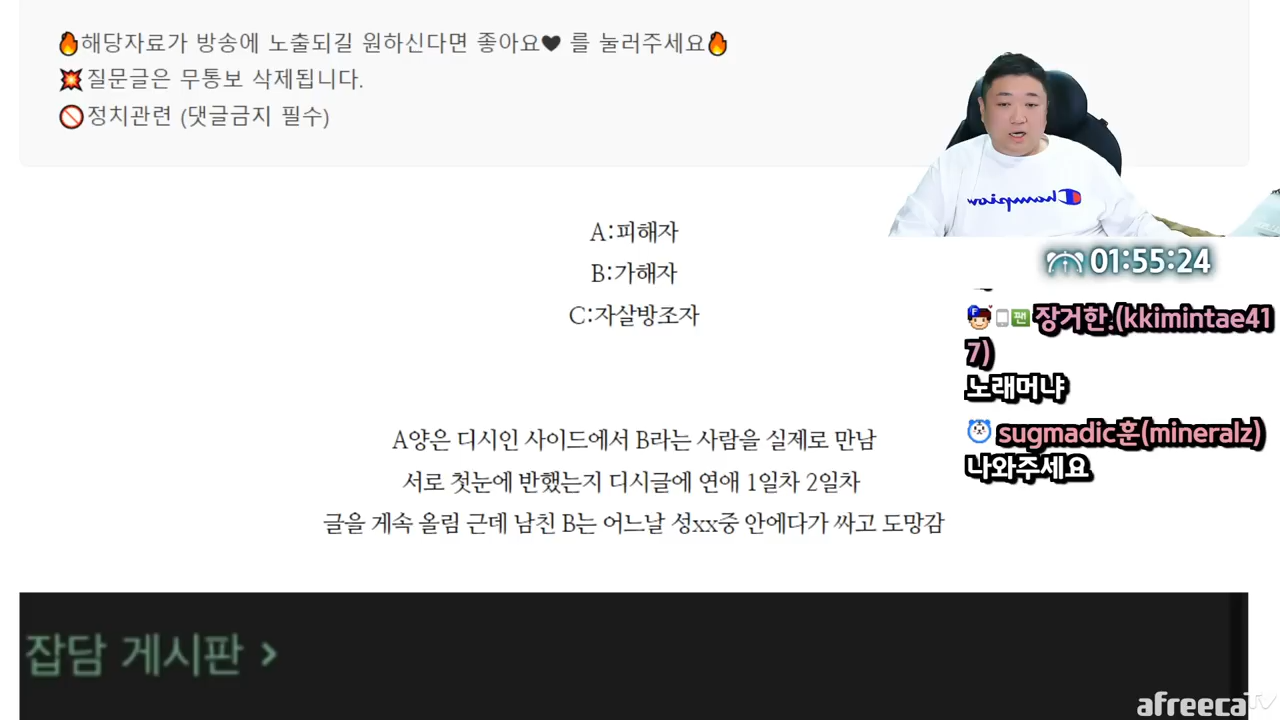 🔥해당자료가 방송에 노출되길 원하신다면 좋아요🖤 를 눌러주세요🔥
💥질문글은 무통보 삭제됩니다.
🚫정치관련 (댓글금지 필수)
Champion
A:피해자
B:가해자
C:자살방조자
01:55:24
F 팬 장거한.(kkimintae41
7)
노래머냐
sugmadic훈(mineralz)
나와주세요
A양은 디시인 사이드에서 B라는 사람을 실제로 만남
서로 첫눈에 반했는지 디시글에 연애 1일차 2일차
글을 게속 올림 근데 남친 B는 어느날 성xx중 안에다가 싸고 도망감
잡담 게시판 >
afreecaTV